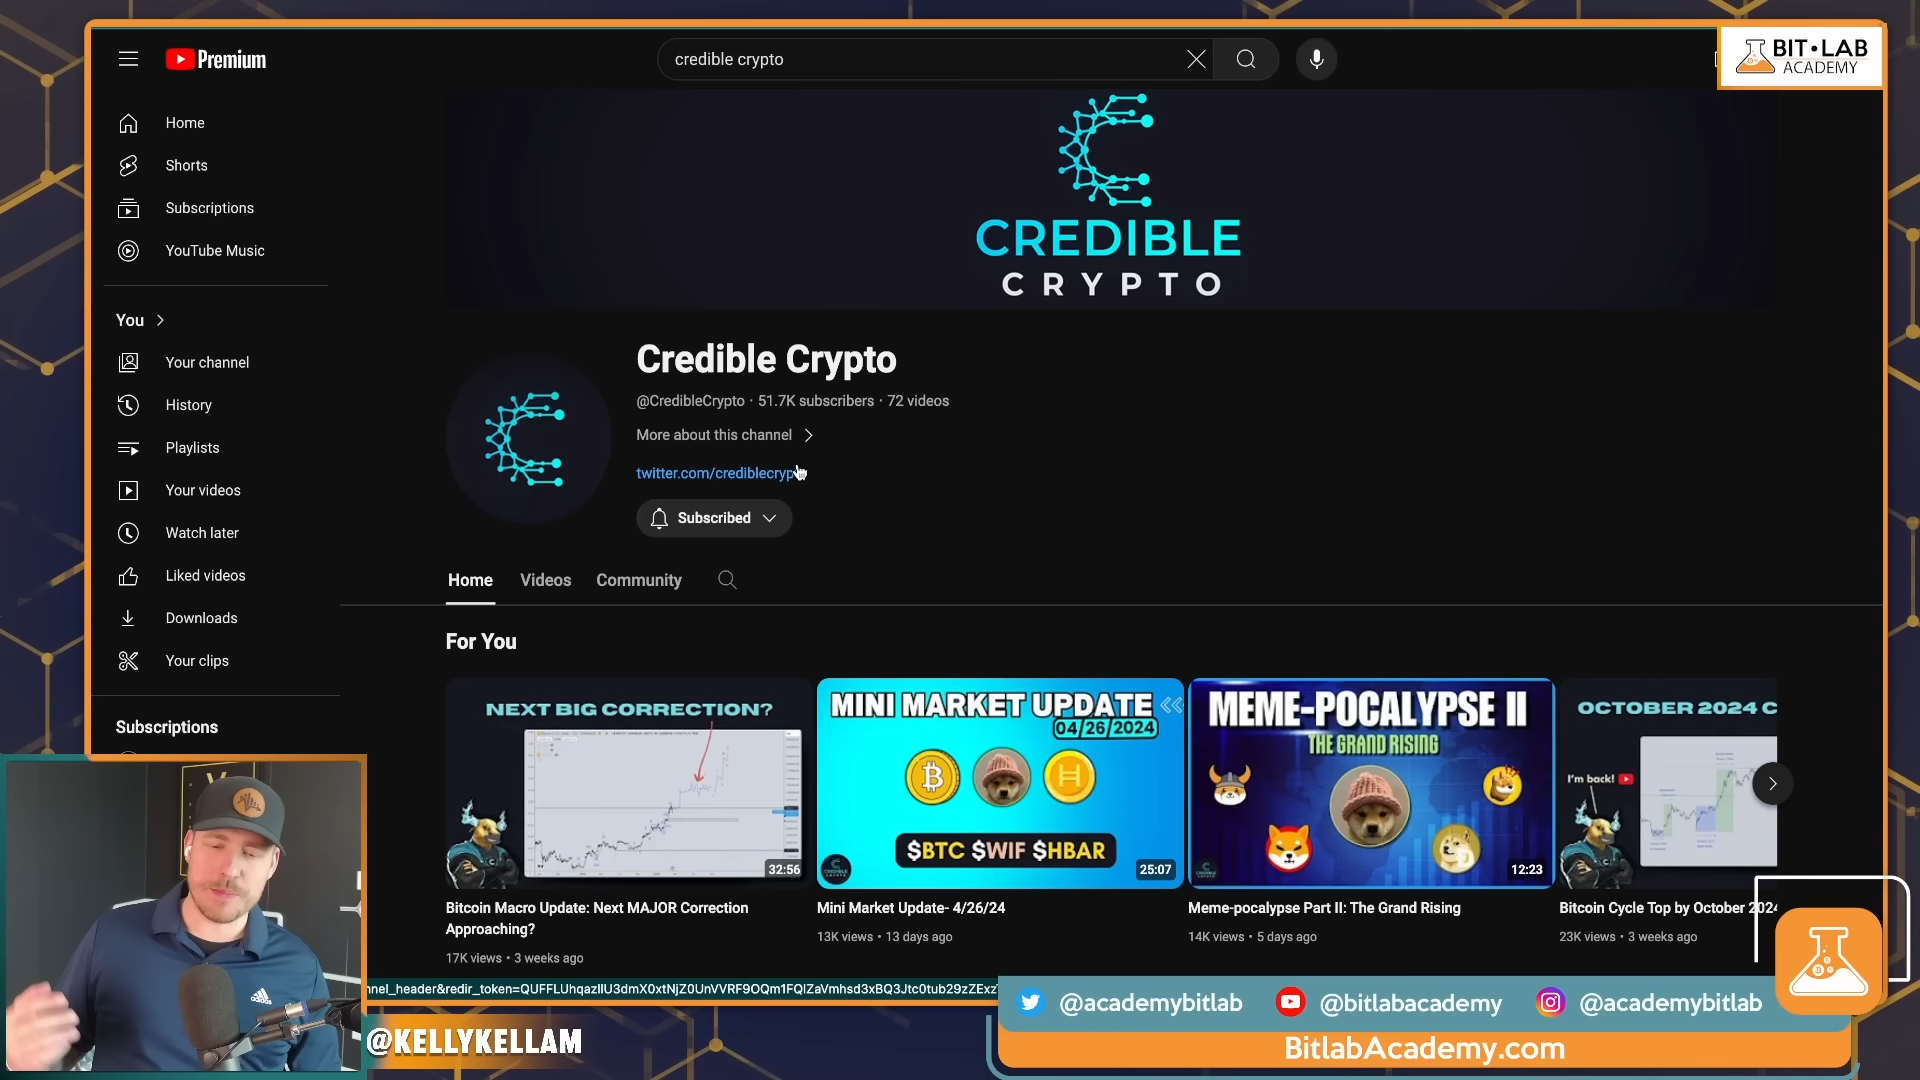 Premium
credible crypto
BIT•LAB
ACADEMY
Home
Shorts
Subscriptions
YouTube Music
You
Your channel
History
Playlists
Your videos
Watch later
Liked videos
Downloads
Your clips
Subscriptions
CREDIBLE
CRYPTO
Credible Crypto
@CredibleCrypto · 51.7K subscribers · 72 videos
More about this channel
twitter.com/crediblecryp
Subscribed
Home
Videos
Community
For You
NEXT BIG CORRECTION?
32:56
Bitcoin Macro Update: Next MAJOR Correction
Approaching?
17K views · 3 weeks ago
MINI MARKET UPDATE
04/26/2024
$BTC $WIF $HBAR
25:07
Mini Market Update- 4/26/24
13K views · 13 days ago
MEME-POCALYPSE II
THE GRAND RISING
12:23
Meme-pocalypse Part II: The Grand Rising
14K views · 5 days ago
OCTOBER 2024 C
I'm back!
Bitcoin Cycle Top by October 2024
23K views · 3 weeks ago
@KELLYKELLAM
@academybitlab
@bitlabacademy
@academybitlab
BitlabAcademy.com